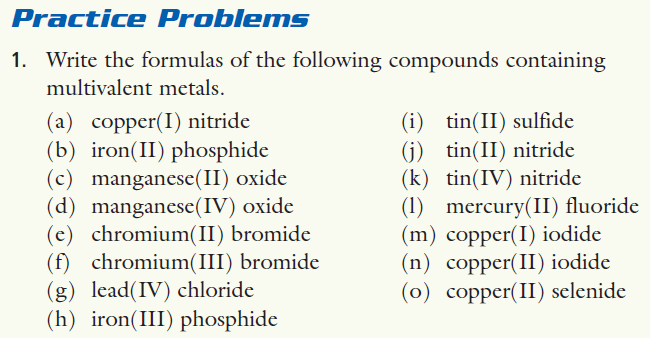 Practice Problems
1. Write the formulas of the following compounds containing
multivalent metals.
(a) copper(I) nitride
(b) iron(II) phosphide
(c) manganese(II) oxide
(d) manganese(IV) oxide
(e) chromium(II) bromide
(f) chromium(III) bromide
(g) lead(IV) chloride
(h) iron(III) phosphide
(i) tin(II) sulfide
(j) tin(II) nitride
(k) tin(IV) nitride
(l) mercury(II) fluoride
(m) copper(I) iodide
(n) copper(II) iodide
(o) copper(II) selenide